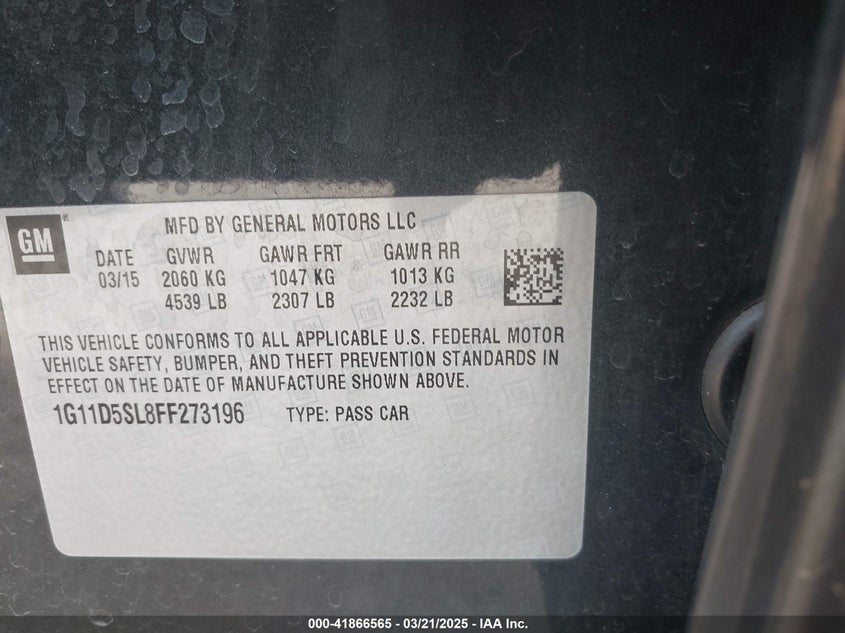 GM
MFD BY GENERAL MOTORS LLC
DATE GVWR GAWR FRT GAWR RR
03/15 2060 KG 1047 KG 1013 KG
4539 LB 2307 LB 2232 LB
THIS VEHICLE CONFORMS TO ALL APPLICABLE U.S. FEDERAL MOTOR
VEHICLE SAFETY, BUMPER, AND THEFT PREVENTION STANDARDS IN
EFFECT ON THE DATE OF MANUFACTURE SHOWN ABOVE.
1G11D5SL8FF273196 TYPE: PASS CAR
000-41866565 - 03/21/2025 - IAA Inc.